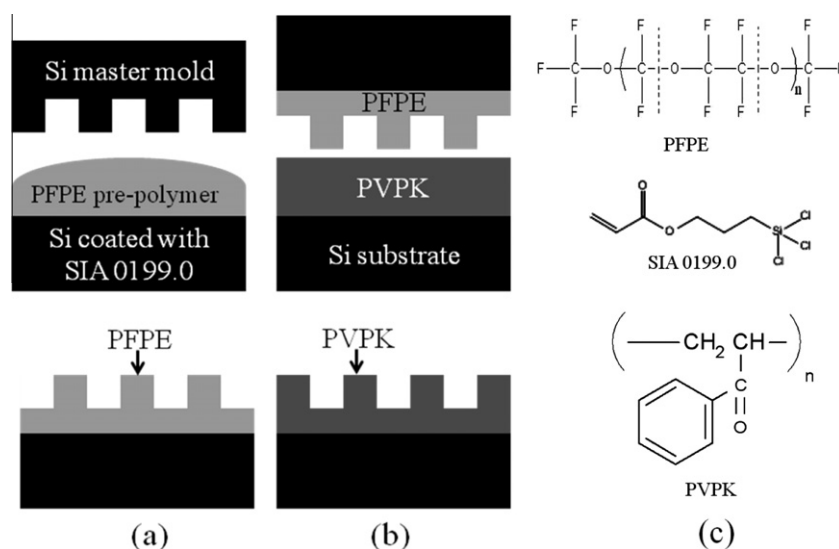 Si master mold
PFPE pre-polymer
Si coated with
SIA 0199.0
PFPE
(a)
PFPE
PVPK
Si substrate
PVPK
(b)
F F F F F
F C O ( C O C C O ) n C F
F F F F F
PFPE
O
O Si Cl
Cl
Cl
SIA 0199.0
( CH2 CH ) n
C
O
PVPK
(c)